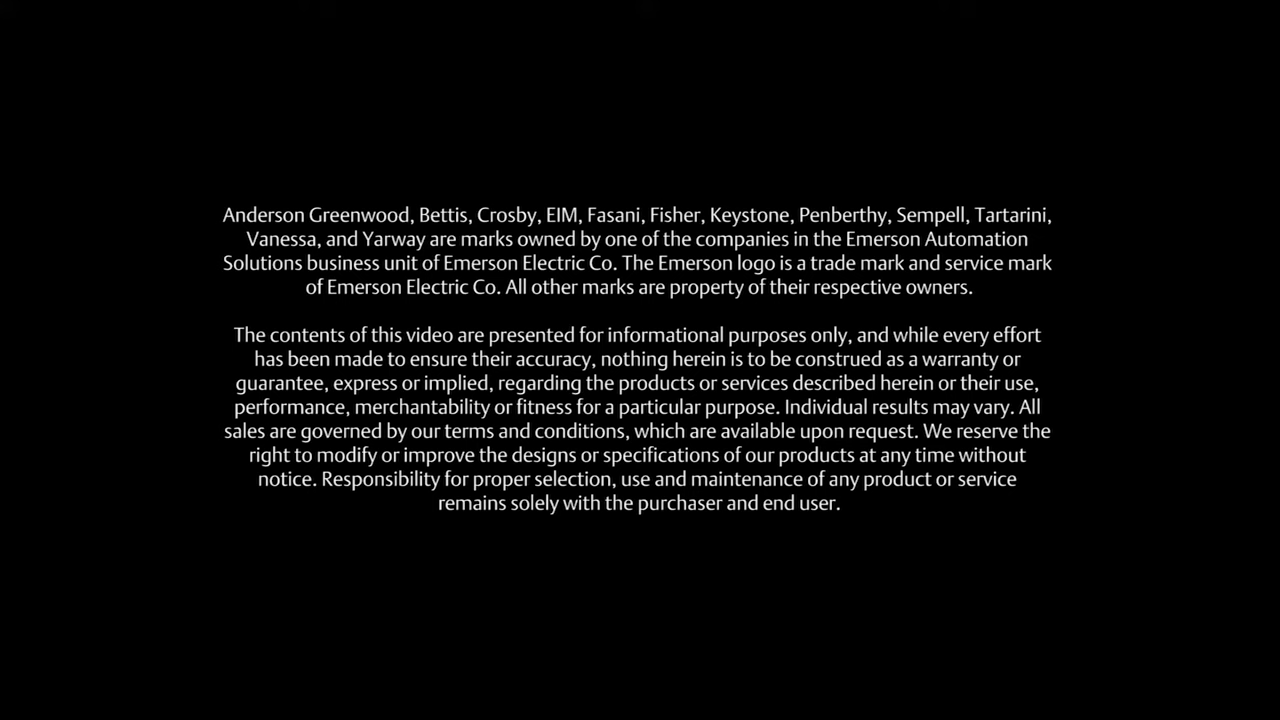 Anderson Greenwood, Bettis, Crosby, EIM, Fasani, Fisher, Keystone, Penberthy, Sempell, Tartarini,
Vanessa, and Yarway are marks owned by one of the companies in the Emerson Automation
Solutions business unit of Emerson Electric Co. The Emerson logo is a trade mark and service mark
of Emerson Electric Co. All other marks are property of their respective owners.
The contents of this video are presented for informational purposes only, and while every effort
has been made to ensure their accuracy, nothing herein is to be construed as a warranty or
guarantee, express or implied, regarding the products or services described herein or their use,
performance, merchantability or fitness for a particular purpose. Individual results may vary. All
sales are governed by our terms and conditions, which are available upon request. We reserve the
right to modify or improve the designs or specifications of our products at any time without
notice. Responsibility for proper selection, use and maintenance of any product or service
remains solely with the purchaser and end user.